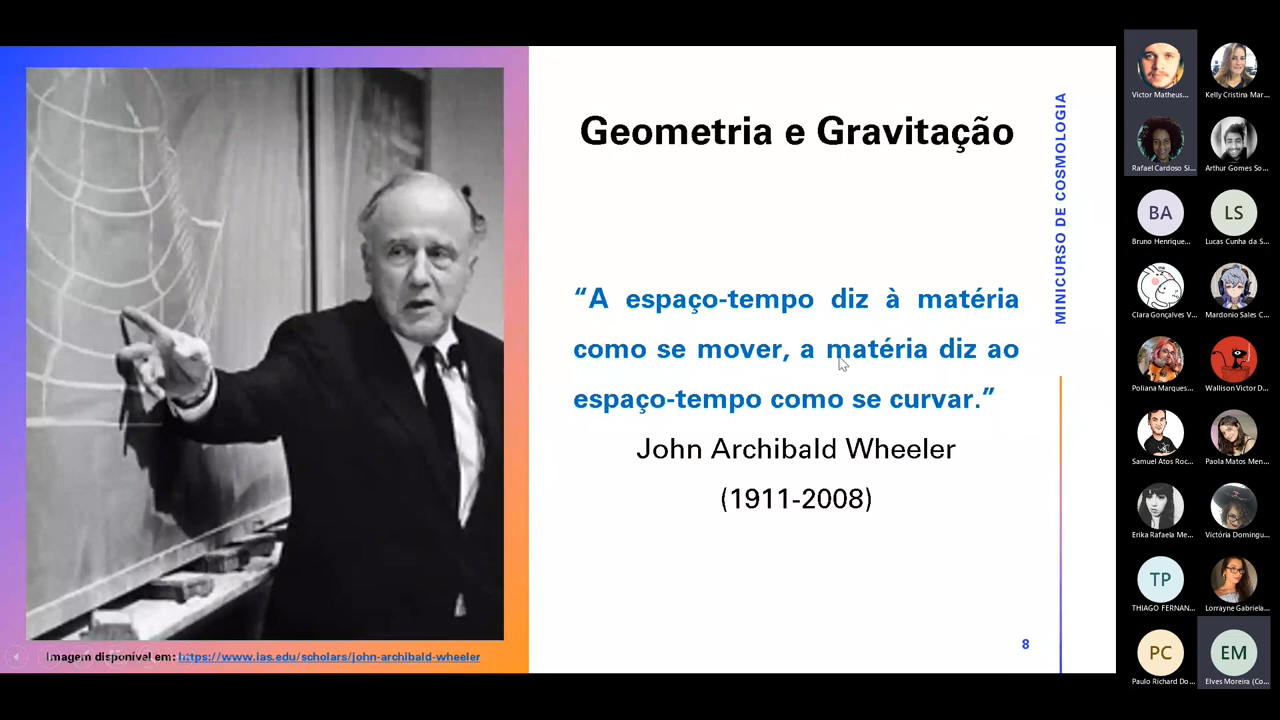 Geometria e Gravitação
“A espaço-tempo diz à matéria
como se mover, a matéria diz ao
espaço-tempo como se curvar.”
John Archibald Wheeler
(1911-2008)
MINICURSO DE COSMOLOGIA
8
Imagem disponível em: https://www.ias.edu/scholars/john-archibald-wheeler
Victor Matheus...
Kelly Cristina Mar...
Rafael Cardoso Si...
Arthur Gomes So...
BA
LS
Bruno Henrique...
Lucas Cunha da S...
Clara Gonçalves V...
Mardonio Sales C...
Poliana Marques...
Wallison Victor D...
Samuel Atos Roc...
Paola Matos Men...
Erika Rafaela Me...
Victória Domingu...
TP
THIAGO FERNAN...
Lorrayne Gabriela...
PC
EM
Paulo Richard Do...
Elves Moreira (Co...